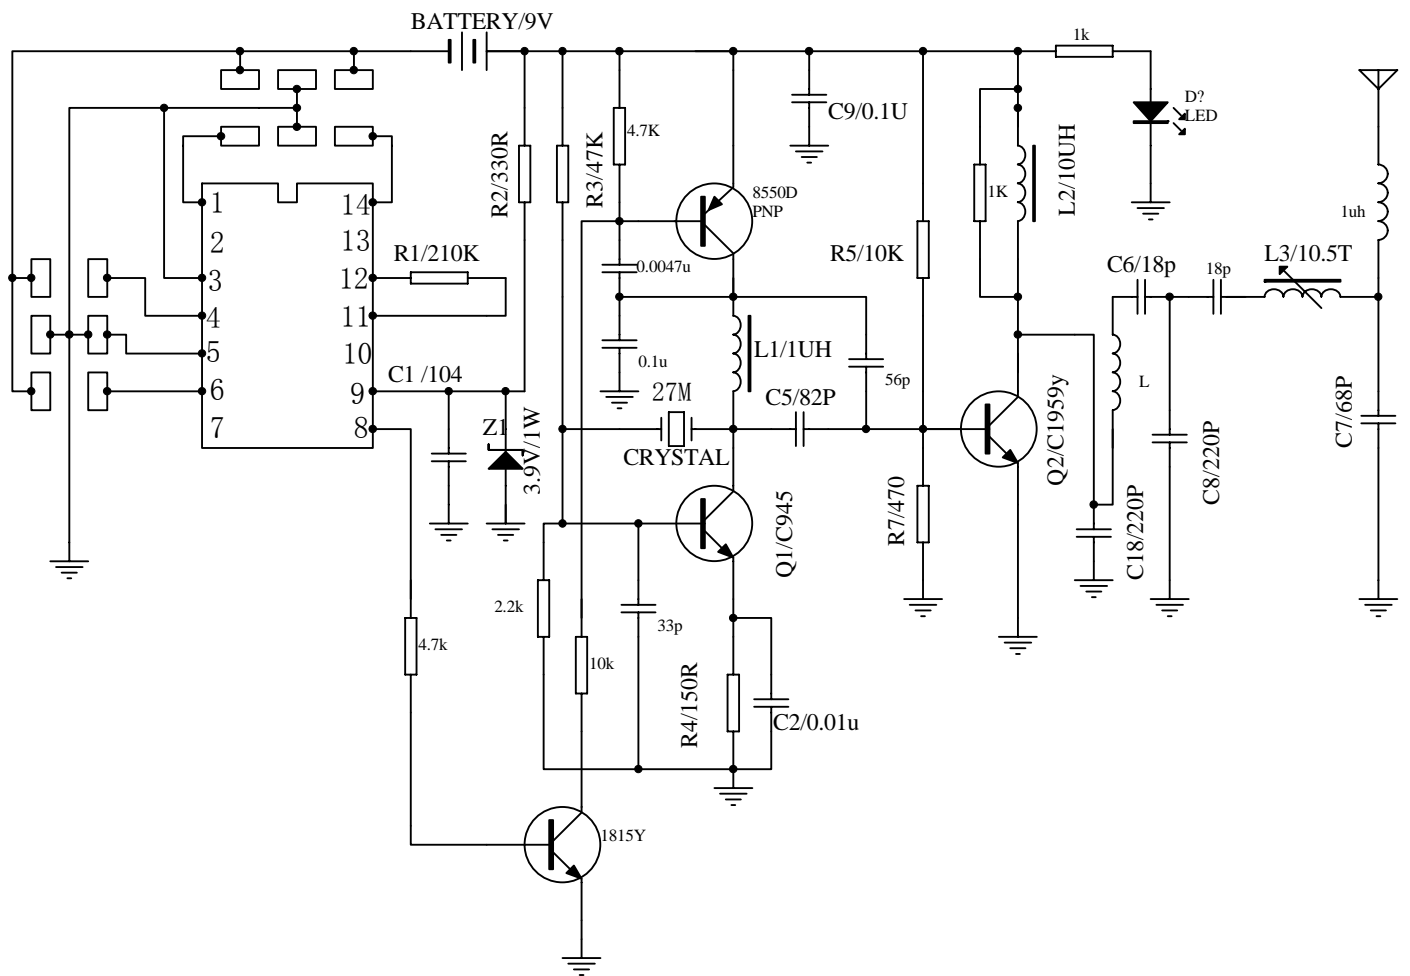 BATTERY/9V
1k
D?
LED
C9/0.1U
4.7K
R3/47K
R2/330R
L2/10UH
1K
8550D
PNP
1
14
2
13
3
12
4
11
5
10
6
9
7
8
R1/210K
0.0047u
R5/10K
1uh
C6/18p
18p
L3/10.5T
0.1u
L1/1UH
56p
C1 /104
27M
C5/82P
L
Z1
3.9V/1W
CRYSTAL
Q2/C1959y
C7/68P
C8/220P
R7/470
Q1/C945
C18/220P
2.2k
33p
4.7k
10k
R4/150R
C2/0.01u
1815Y